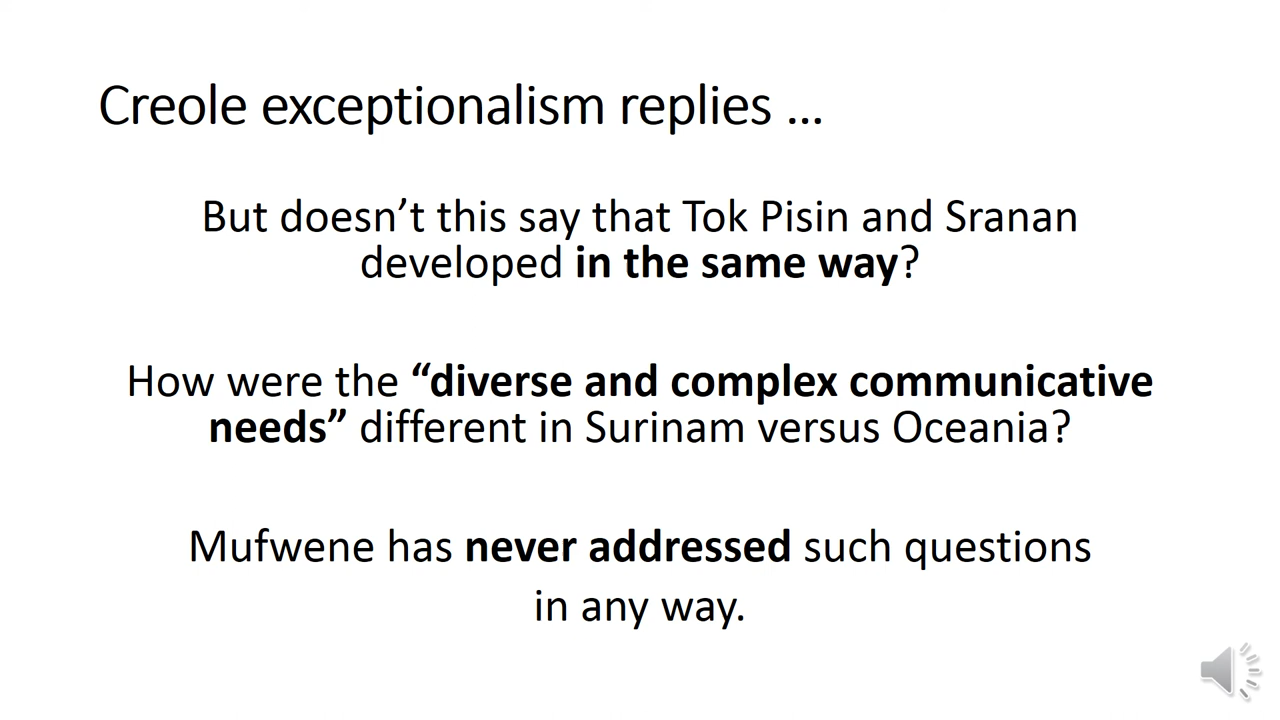 Creole exceptionalism replies …
But doesn’t this say that Tok Pisin and Sranan
developed in the same way?
How were the “diverse and complex communicative
needs” different in Surinam versus Oceania?
Mufwene has never addressed such questions
in any way.